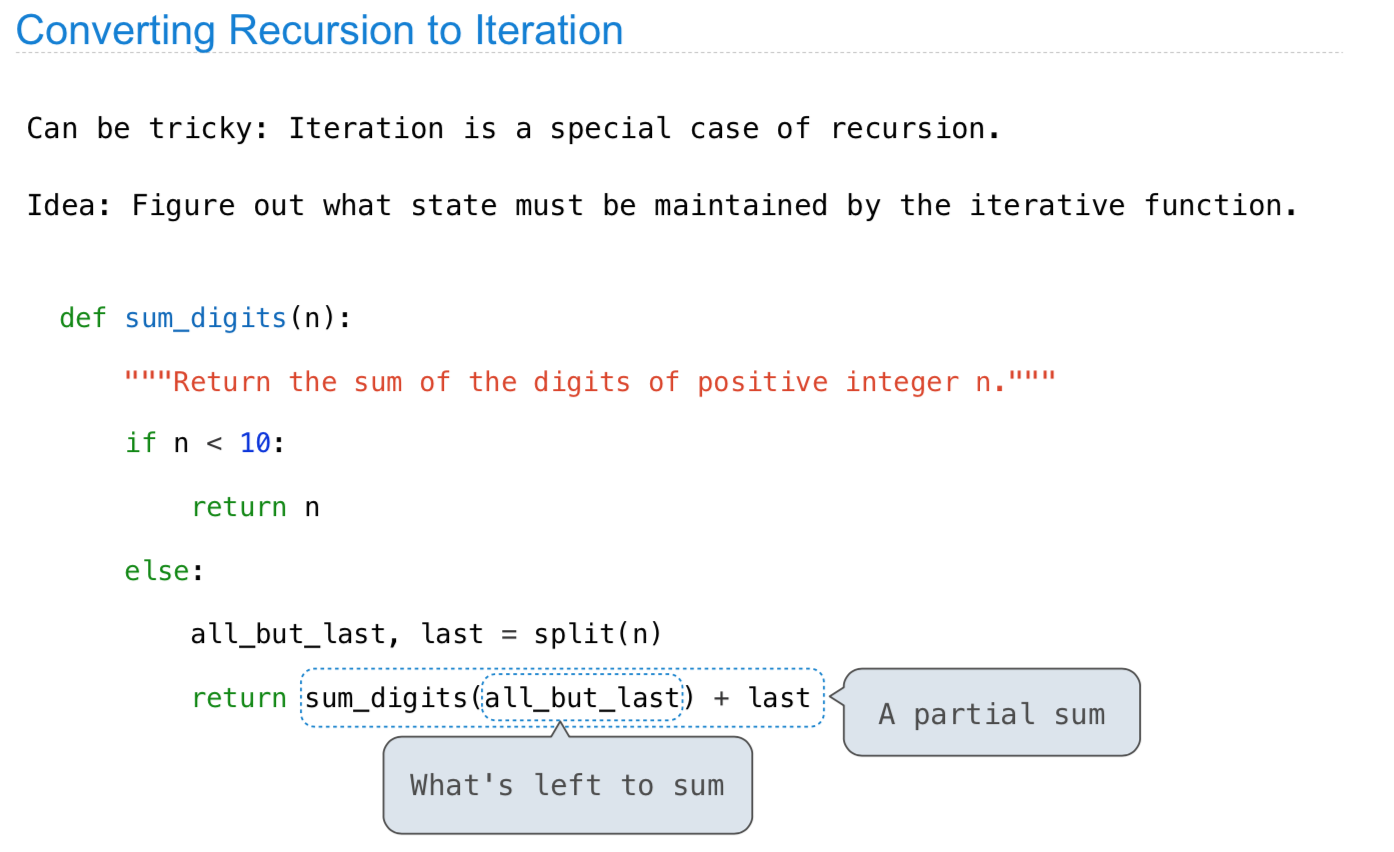 Converting Recursion to Iteration
Can be tricky: Iteration is a special case of recursion.
Idea: Figure out what state must be maintained by the iterative function.
def sum_digits(n):
    """Return the sum of the digits of positive integer n."""
    if n < 10:
        return n
    else:
        all_but_last, last = split(n)
        return sum_digits(all_but_last) + last
A partial sum
What's left to sum